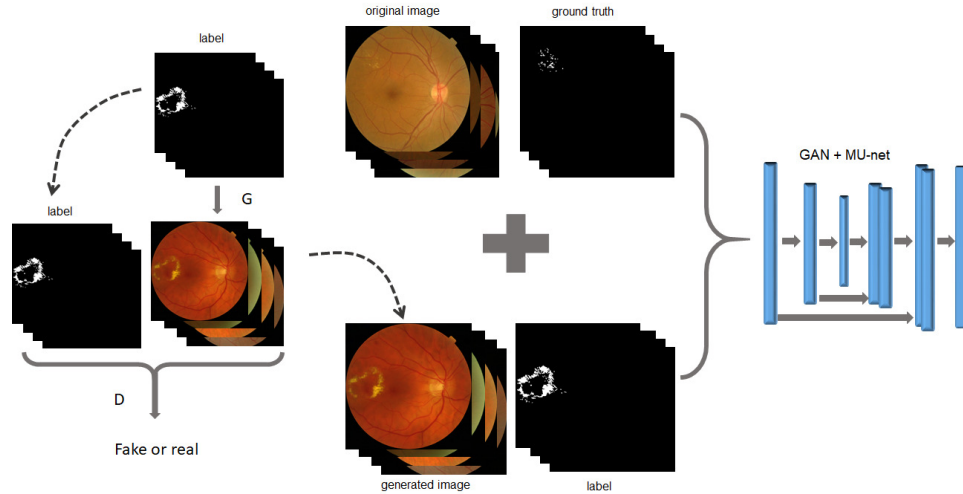 original image
ground truth
label
GAN + MU-net
G
label
D
Fake or real
generated image
label